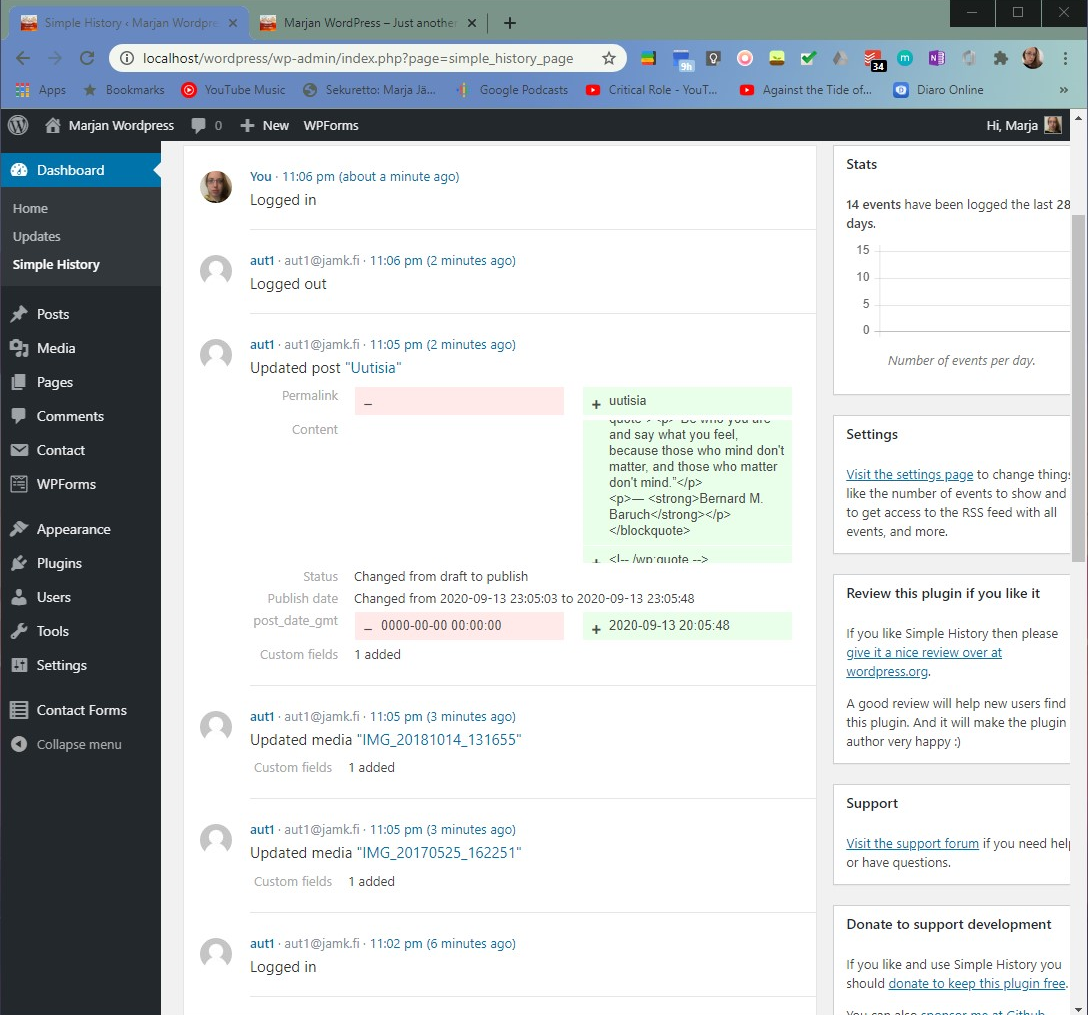 Simple History ‹ Marjan Wordpre
Marjan WordPress – Just another
localhost/wordpress/wp-admin/index.php?page=simple_history_page
9h
34
m
N
Apps
Bookmarks
YouTube Music
Sekuretto: Marja Jä...
Google Podcasts
Critical Role - YouT...
Against the Tide of...
Diaro Online
»
Marjan Wordpress
0
New
WPForms
Hi, Marja
Dashboard
Home
Updates
Simple History
Posts
Media
Pages
Comments
Contact
WPForms
Appearance
Plugins
Users
Tools
Settings
Contact Forms
Collapse menu
You · 11:06 pm (about a minute ago)
Logged in
aut1 · aut1@jamk.fi · 11:06 pm (2 minutes ago)
Logged out
aut1 · aut1@jamk.fi · 11:05 pm (2 minutes ago)
Updated post "Uutisia"
Permalink
–
+ uutisia
Content
quote"> <p>"Be who you are
and say what you feel,
because those who mind don't
matter, and those who matter
don't mind.”</p>
<p>― <strong>Bernard M.
Baruch</strong></p>
</blockquote>
+ <!-- /wp:quote -->
Status Changed from draft to publish
Publish date Changed from 2020-09-13 23:05:03 to 2020-09-13 23:05:48
post_date_gmt – 0000-00-00 00:00:00 + 2020-09-13 20:05:48
Custom fields 1 added
aut1 · aut1@jamk.fi · 11:05 pm (3 minutes ago)
Updated media "IMG_20181014_131655"
Custom fields 1 added
aut1 · aut1@jamk.fi · 11:05 pm (3 minutes ago)
Updated media "IMG_20170525_162251"
Custom fields 1 added
aut1 · aut1@jamk.fi · 11:02 pm (6 minutes ago)
Logged in
Stats
14 events have been logged the last 28
days.
15
10
5
0
Number of events per day.
Settings
Visit the settings page to change things
like the number of events to show and
to get access to the RSS feed with all
events, and more.
Review this plugin if you like it
If you like Simple History then please
give it a nice review over at
wordpress.org.
A good review will help new users find
this plugin. And it will make the plugin
author very happy :)
Support
Visit the support forum if you need help
or have questions.
Donate to support development
If you like and use Simple History you
should donate to keep this plugin free.
You can also sponsor me at Github